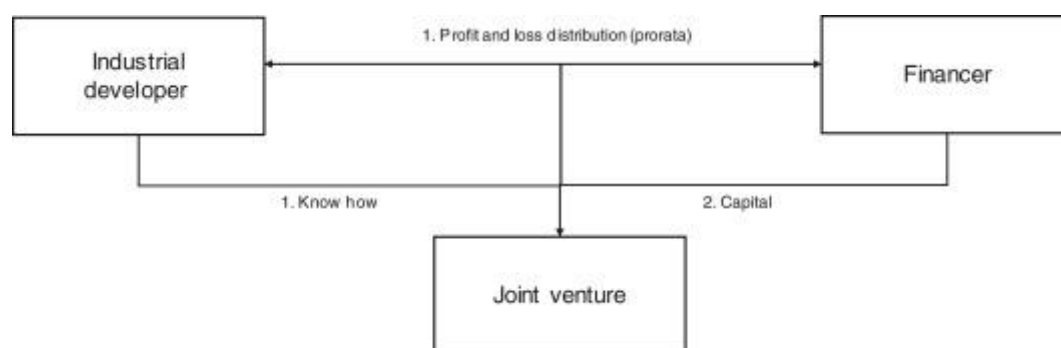 1. Profit and loss distribution (prorata)
Industrial
developer
Financer
1. Know how
2. Capital
Joint venture